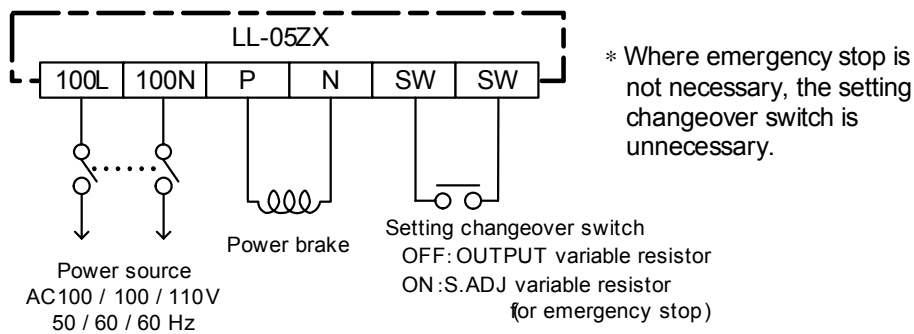 LL-05ZX
100L 100N P N SW SW
* Where emergency stop is
not necessary, the setting
changeover switch is
unnecessary.
Power source
AC100 / 100 / 110V
50 / 60 / 60 Hz
Power brake
Setting changeover switch
OFF: OUTPUT variable resistor
ON :S.ADJ variable resistor
(for emergency stop)